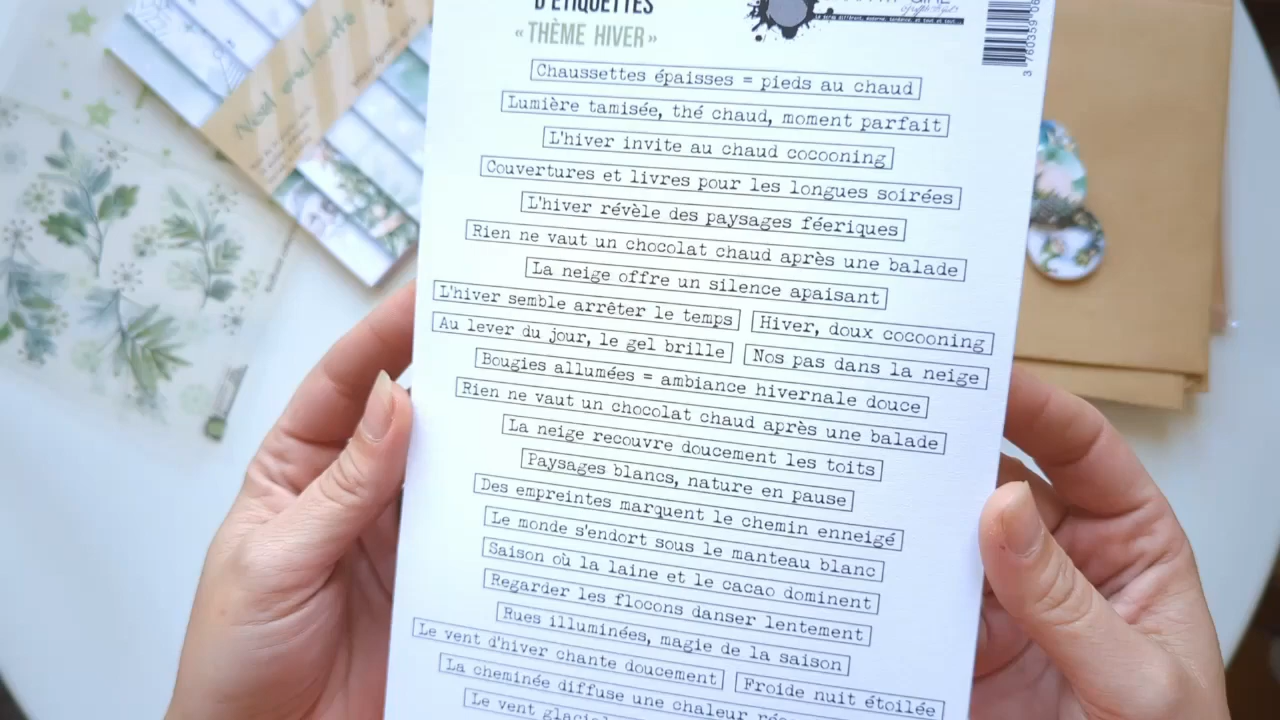 D'ÉTIQUETTES
« THÈME HIVER »
Chaussettes épaisses = pieds au chaud
Lumière tamisée, thé chaud, moment parfait
L'hiver invite au chaud cocooning
Couvertures et livres pour les longues soirées
L'hiver révèle des paysages féeriques
Rien ne vaut un chocolat chaud après une balade
La neige offre un silence apaisant
L'hiver semble arrêter le temps
Hiver, doux cocooning
Au lever du jour, le gel brille
Nos pas dans la neige
Bougies allumées = ambiance hivernale douce
Rien ne vaut un chocolat chaud après une balade
La neige recouvre doucement les toits
Paysages blancs, nature en pause
Des empreintes marquent le chemin enneigé
Le monde s'endort sous le manteau blanc
Saison où la laine et le cacao dominent
Regarder les flocons danser lentement
Rues illuminées, magie de la saison
Le vent d'hiver chante doucement
Froide nuit étoilée
La cheminée diffuse une chaleur
Le vent